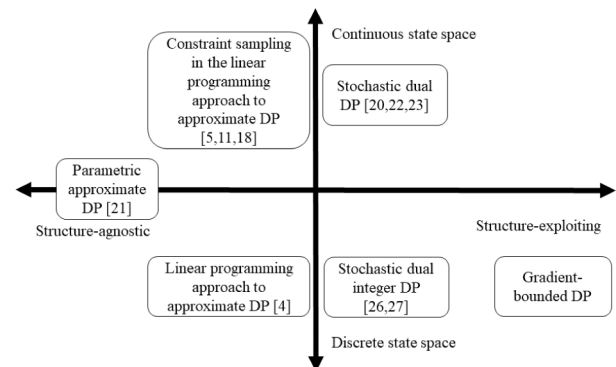 Constraint sampling
in the linear
programming
approach to
approximate DP
[5,11,18]
Continuous state space
Stochastic dual
DP [20,22,23]
Parametric
approximate
DP [21]
Structure-agnostic
Structure-exploiting
Linear programming
approach to
approximate DP [4]
Stochastic dual
integer DP
[26,27]
Gradient-
bounded DP
Discrete state space